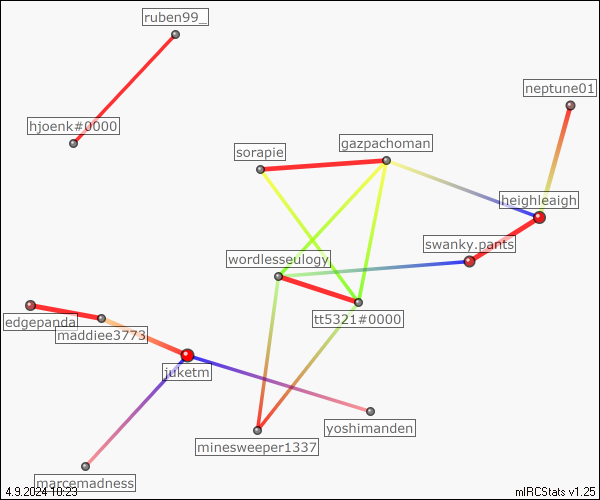 ruben99_
neptune01
hjoenk#0000
gazpachoman
sorapie
heighleaigh
swanky.pants
wordlesseulogy
tt5321#0000
edgepanda
maddiee3773
juketm
yoshimanden
minesweeper1337
marcemadness
4.9.2024 10:23
mIRCStats v1.25